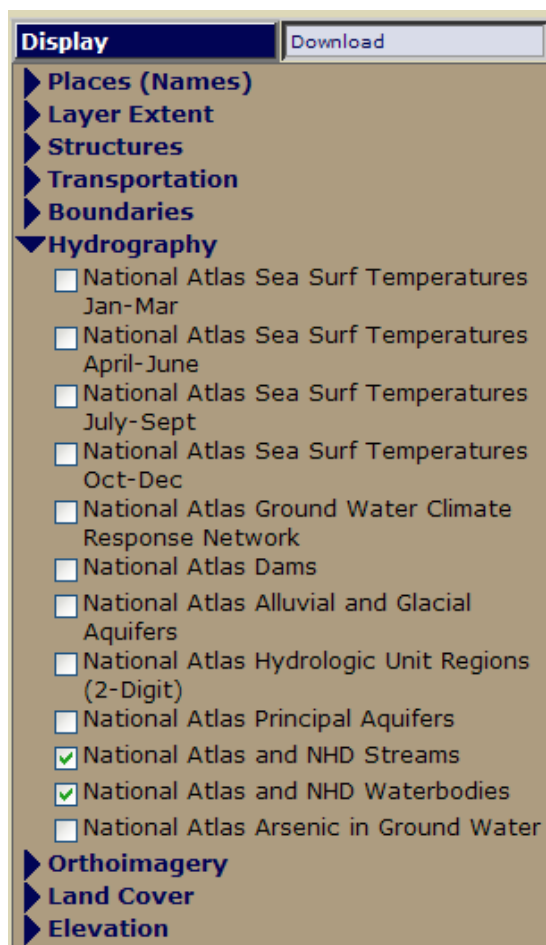 Display Download
Places (Names)
Layer Extent
Structures
Transportation
Boundaries
Hydrography
National Atlas Sea Surf Temperatures
Jan-Mar
National Atlas Sea Surf Temperatures
April-June
National Atlas Sea Surf Temperatures
July-Sept
National Atlas Sea Surf Temperatures
Oct-Dec
National Atlas Ground Water Climate
Response Network
National Atlas Dams
National Atlas Alluvial and Glacial
Aquifers
National Atlas Hydrologic Unit Regions
(2-Digit)
National Atlas Principal Aquifers
National Atlas and NHD Streams
National Atlas and NHD Waterbodies
National Atlas Arsenic in Ground Water
Orthoimagery
Land Cover
Elevation